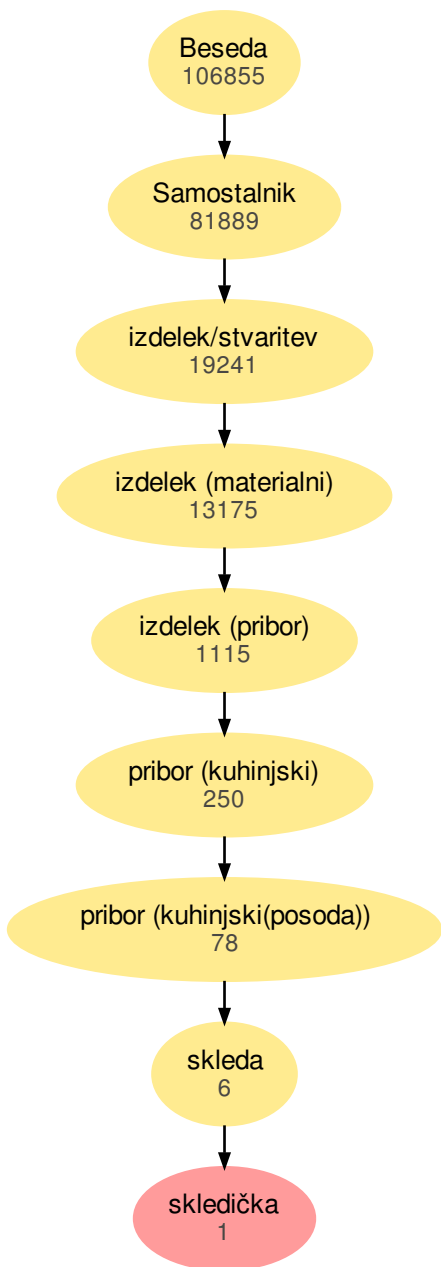 Beseda
106855
Samostalnik
81889
izdelek/stvaritev
19241
izdelek (materialni)
13175
izdelek (pribor)
1115
pribor (kuhinjski)
250
pribor (kuhinjski(posoda))
78
skleda
6
skledička
1